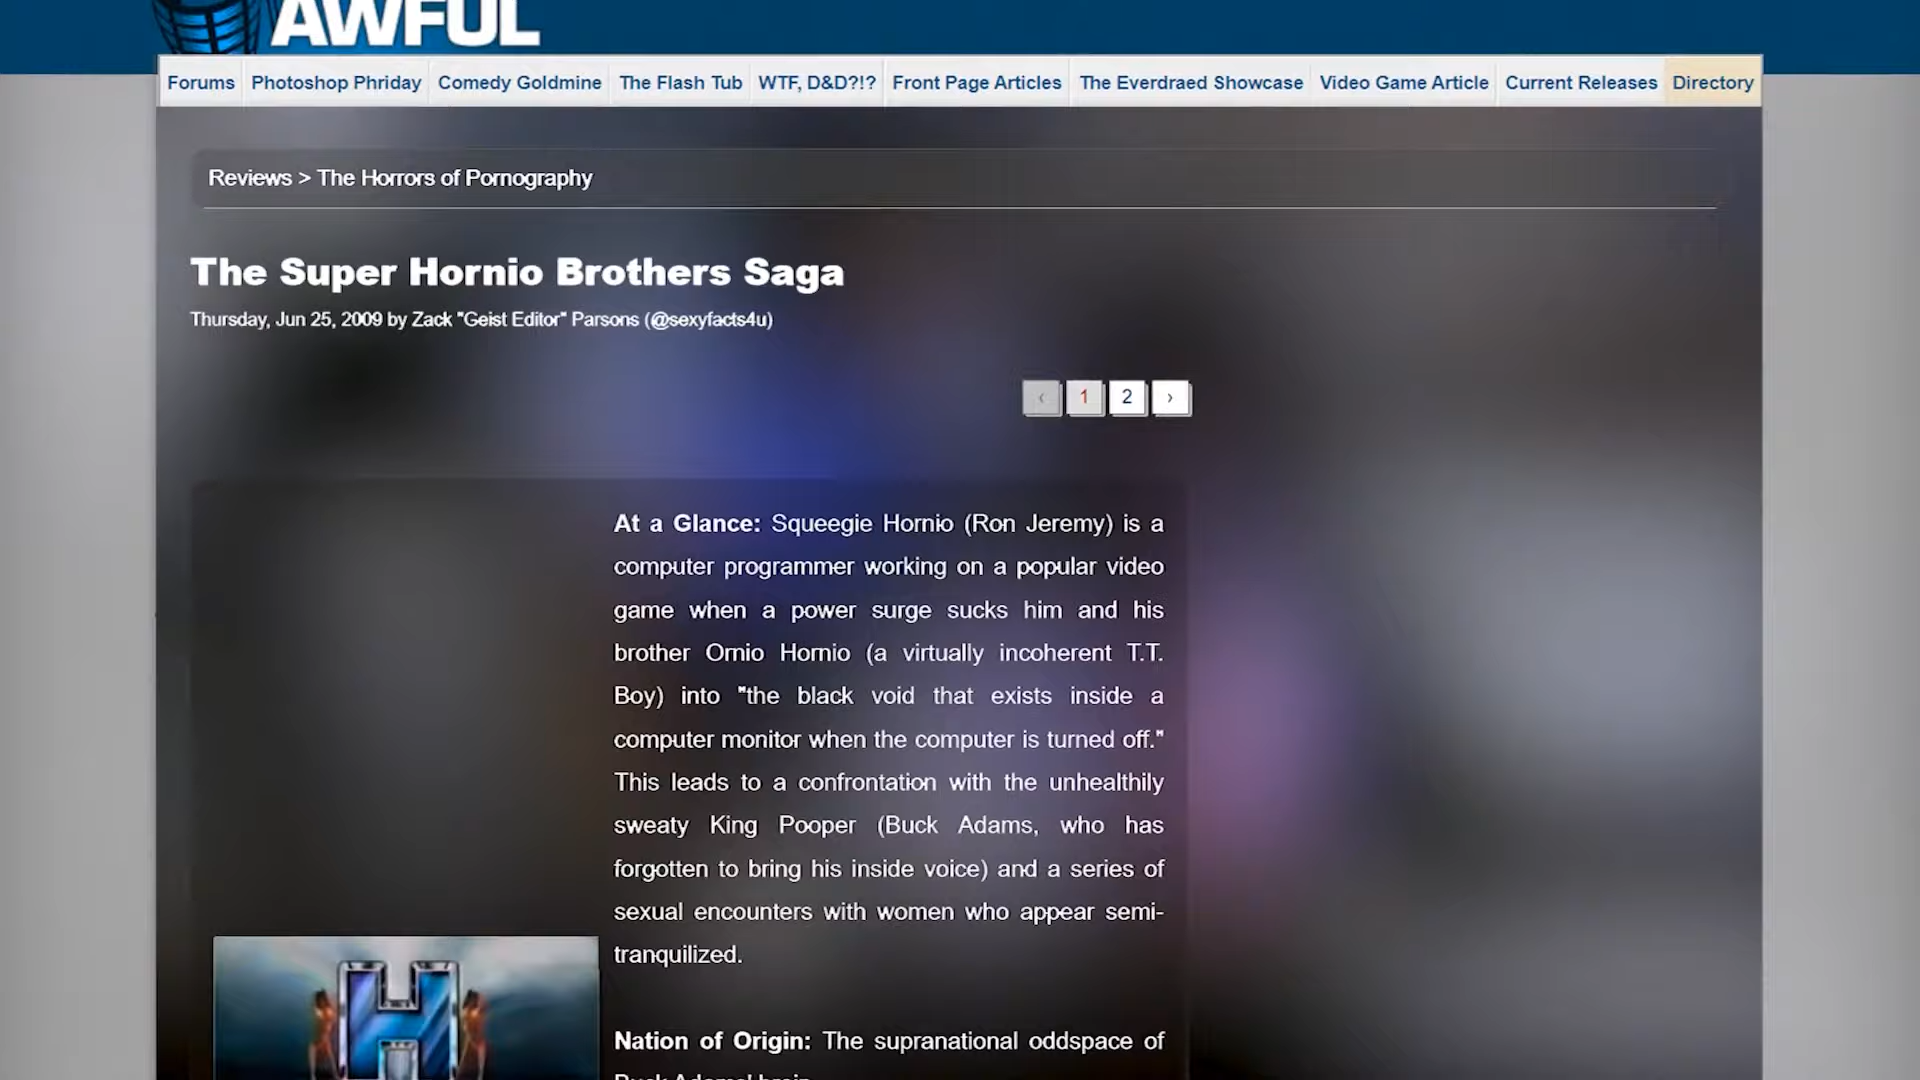 AWFUL
Forums Photoshop Phriday Comedy Goldmine The Flash Tub WTF, D&D?!? Front Page Articles The Everdraed Showcase Video Game Article Current Releases Directory
Reviews > The Horrors of Pornography
The Super Hornio Brothers Saga
Thursday, Jun 25, 2009 by Zack "Geist Editor" Parsons (@sexyfacts4u)
‹ 1 2 ›
At a Glance: Squeegie Hornio (Ron Jeremy) is a
computer programmer working on a popular video
game when a power surge sucks him and his
brother Ornio Hornio (a virtually incoherent T.T.
Boy) into "the black void that exists inside a
computer monitor when the computer is turned off."
This leads to a confrontation with the unhealthily
sweaty King Pooper (Buck Adams, who has
forgotten to bring his inside voice) and a series of
sexual encounters with women who appear semi-
tranquilized.
Nation of Origin: The supranational oddspace of
Buck Adams' brain
H